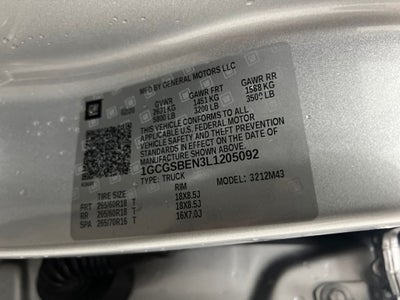 MFD BY GENERAL MOTORS LLC
GVWR GAWR FRT GAWR RR
2631 KG 1451 KG 1588 KG
5800 LB 3200 LB 3500 LB
THIS VEHICLE CONFORMS TO ALL
APPLICABLE U.S. FEDERAL MOTOR
VEHICLE SAFETY AND THEFT PREVENTION
STANDARDS IN EFFECT ON THE DATE OF
MANUFACTURE SHOWN ABOVE.
1GCGSBEN3L1205092
TYPE: TRUCK MODEL: 3212M43
TIRE SIZE RIM
FRT 265/60R18 T 18X8.5J
RR 265/60R18 T 18X8.5J
SPA 265/70R16 T 16X7.0J